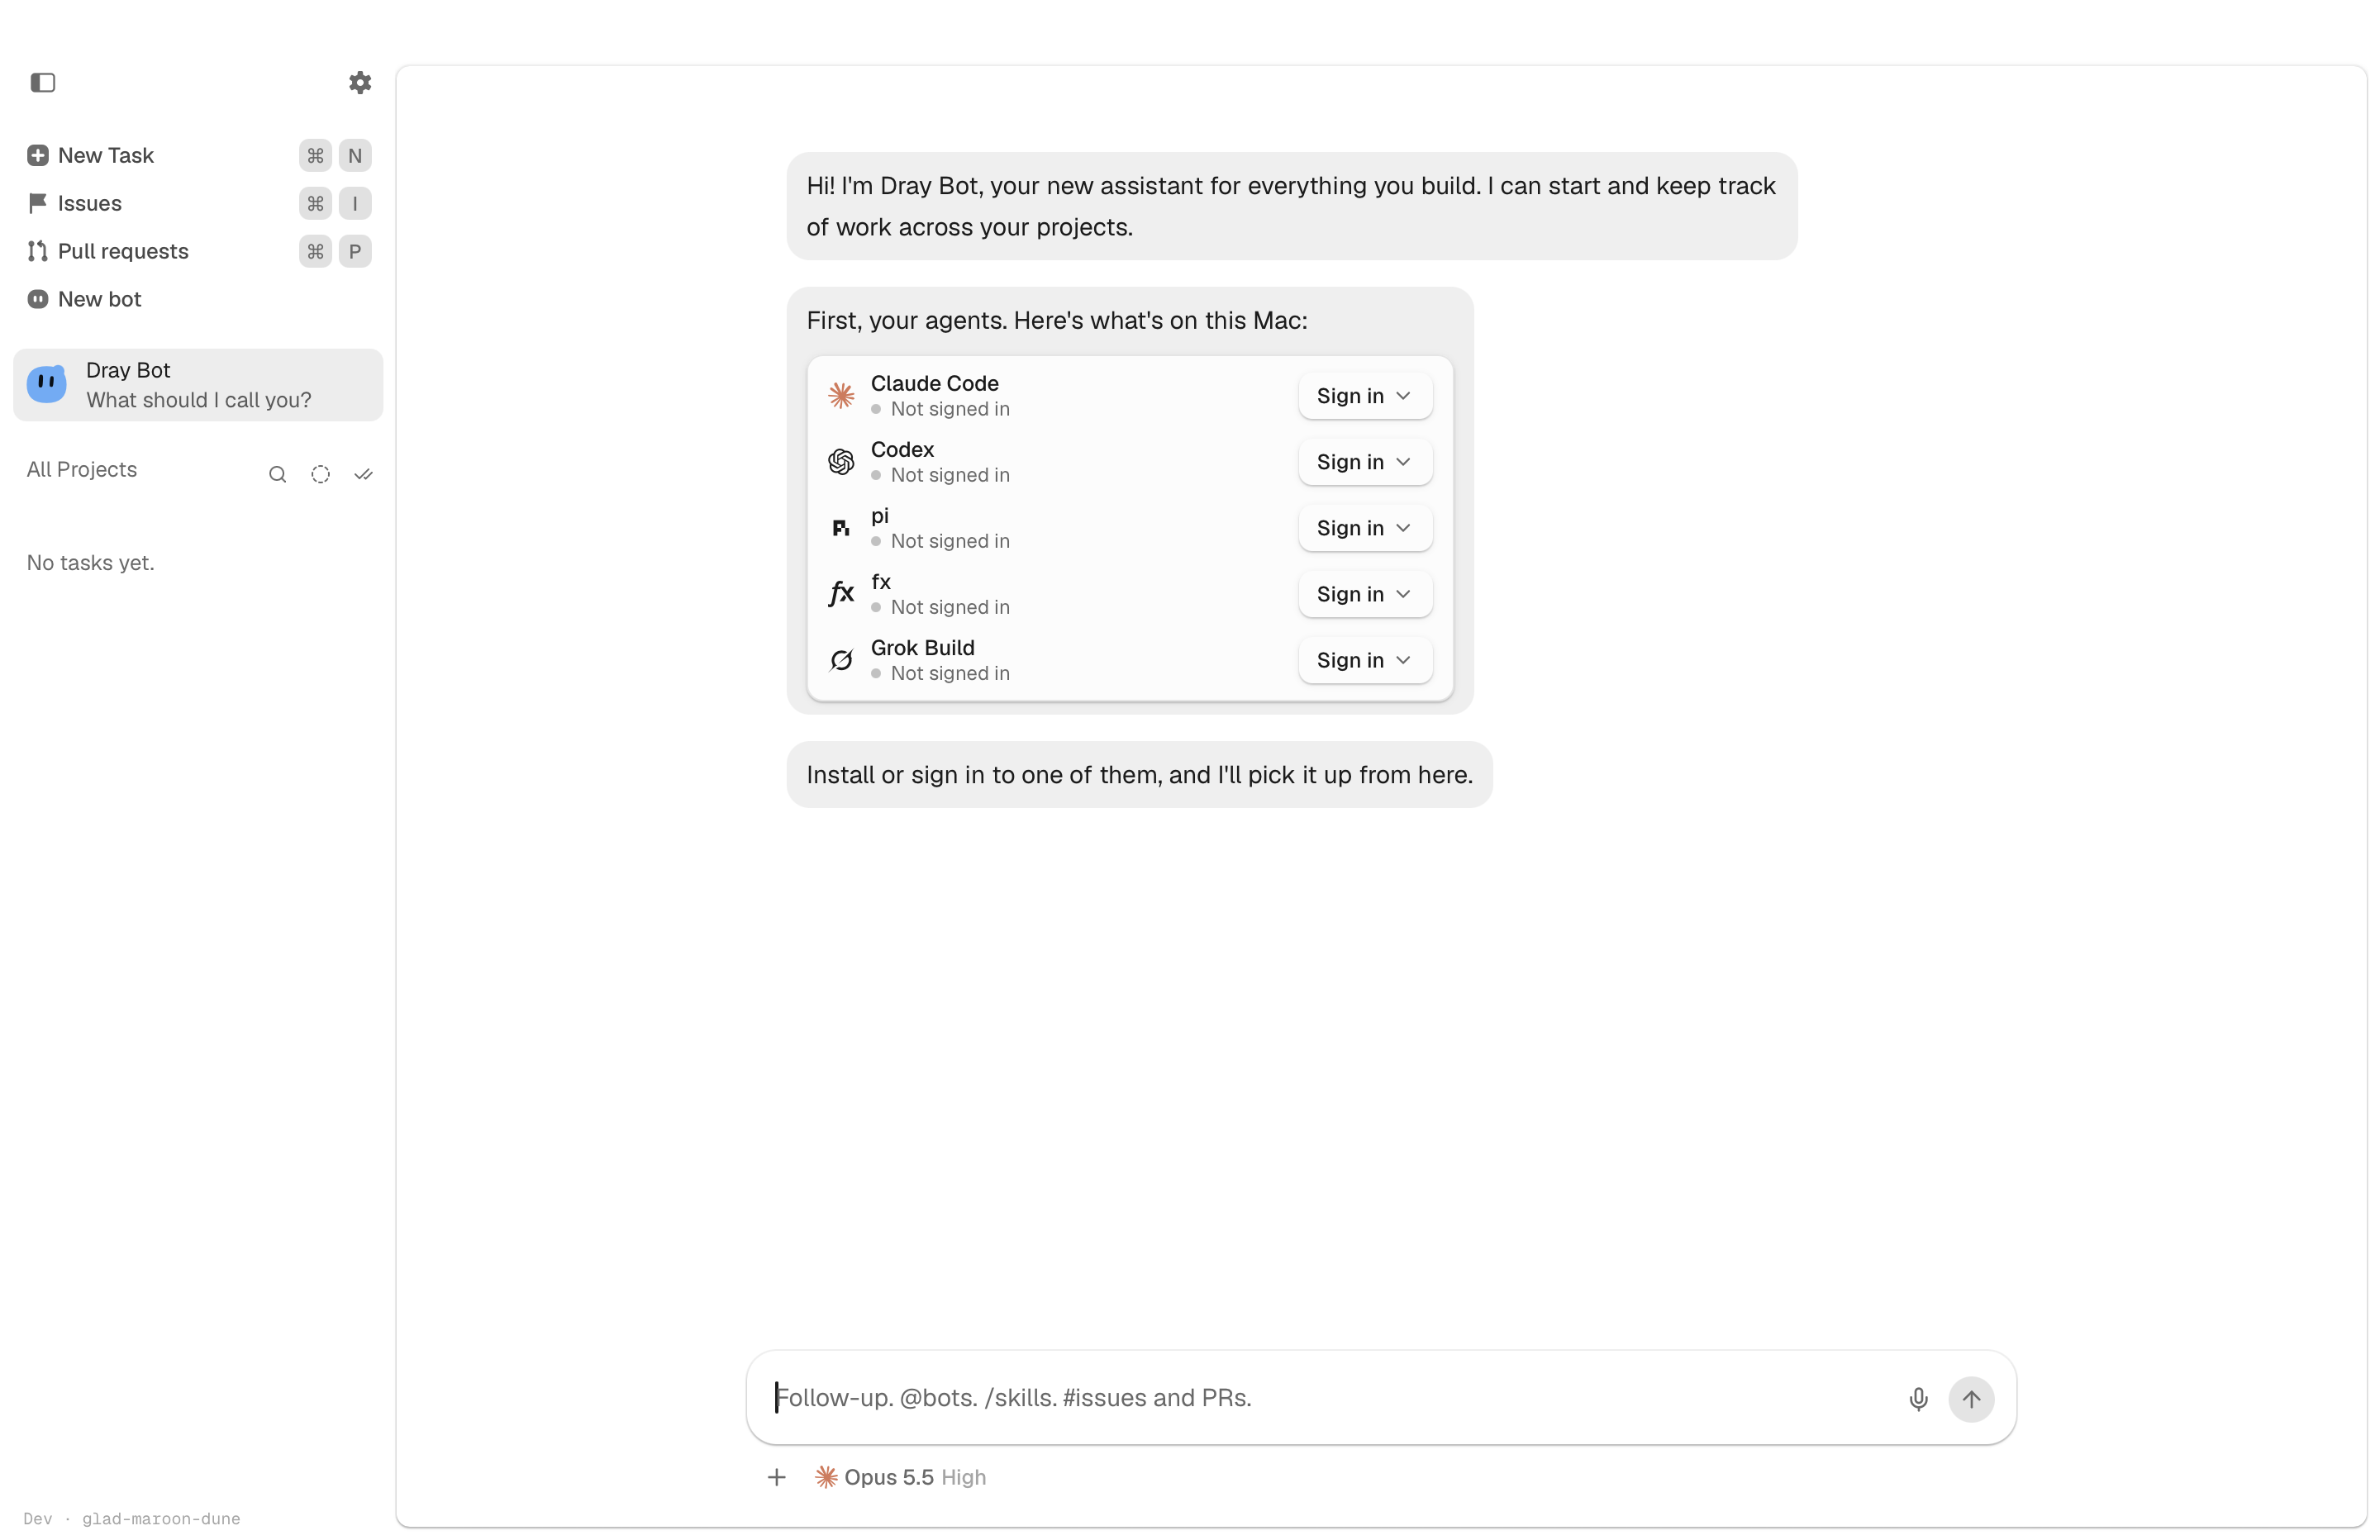 New Task ⌘ N
Issues ⌘ I
Pull requests ⌘ P
New bot
Dray Bot
What should I call you?
All Projects
No tasks yet.
Dev · glad-maroon-dune
Hi! I'm Dray Bot, your new assistant for everything you build. I can start and keep track
of work across your projects.
First, your agents. Here's what's on this Mac:
Claude Code
Not signed in
Sign in
Codex
Not signed in
Sign in
pi
Not signed in
Sign in
fx
Not signed in
Sign in
Grok Build
Not signed in
Sign in
Install or sign in to one of them, and I'll pick it up from here.
Follow-up. @bots. /skills. #issues and PRs.
Opus 5.5 High